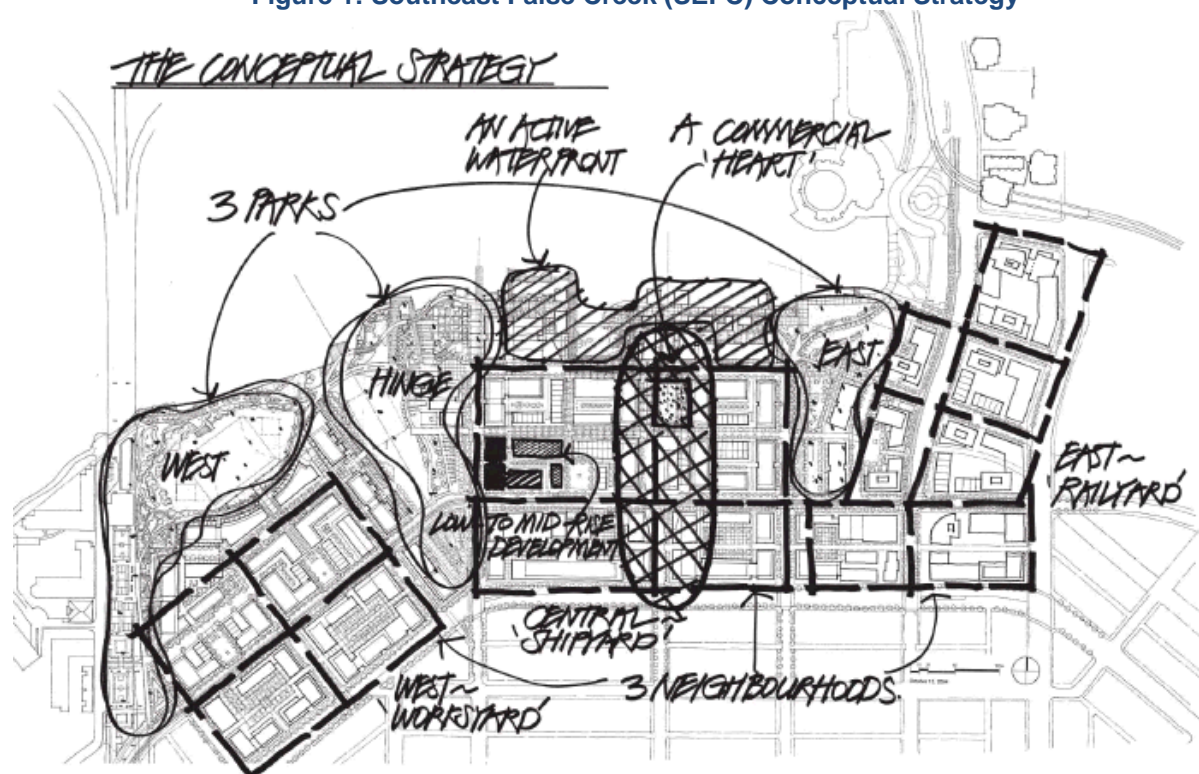 Figure 1: Southeast False Creek (SEFC) Conceptual Strategy
THE CONCEPTUAL STRATEGY
AN ACTIVE
WATERFRONT
A COMMERCIAL
'HEART'
3 PARKS
HINGE
EAST
WEST
EAST~
'RAILYARD'
LOW TO MID-RISE
DEVELOPMENT
CENTRAL~
'SHIPYARD'
WEST~
'WORKSYARD'
3 NEIGHBOURHOODS.